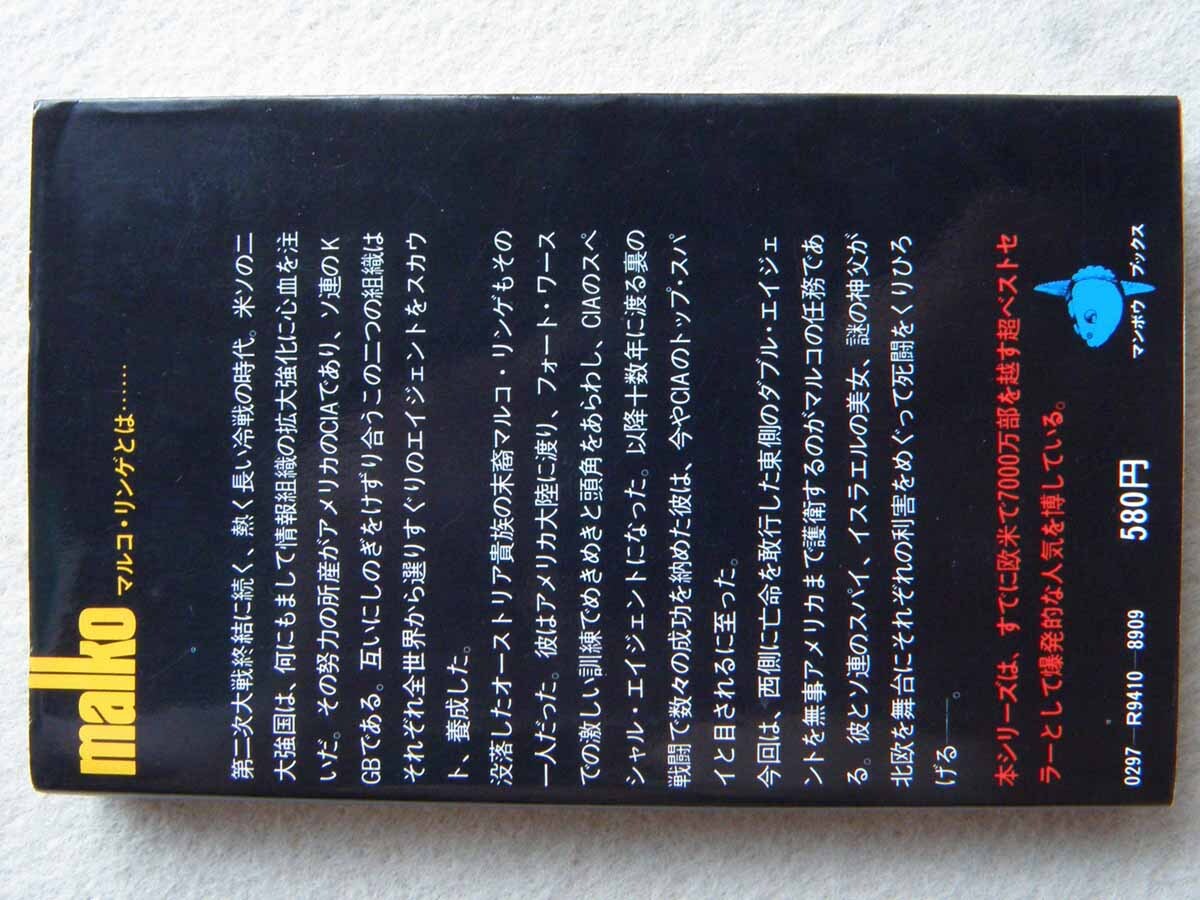 malko マルコ・リンゲとは……
第二次大戦終結に続く、熱く長い冷戦の時代。米ソの二
大強国は、何にもまして情報組織の拡大強化に心血を注
いだ。その努力の所産がアメリカのCIAであり、ソ連のK
GBである。互いにしのぎをけずり合うこの二つの組織は
それぞれ全世界から選りすぐりのエイジェントをスカウ
ト、養成した。
没落したオーストリア貴族の末裔マルコ・リンゲもその
一人だった。彼はアメリカ大陸に渡り、フォート・ワース
での激しい訓練でめきめきと頭角をあらわし、CIAのスペ
シャル・エイジェントになった。以降十数年に渡る裏の
戦闘で数々の成功を納めた彼は、今やCIAのトップ・スパ
イと目されるに至った。
今回は、西側に亡命を敢行した東側のダブル・エイジェ
ントを無事アメリカまで護衛するのがマルコの任務であ
る。彼とソ連のスパイ、イスラエルの美女、謎の神父が
北欧を舞台にそれぞれの利害をめぐって死闘をくりひろ
げる——。
本シリーズは、すでに欧米で7000万部を越す超ベストセ
ラーとして爆発的な人気を博している。
0297—R9410—8909 580円
マンボウ ブックス